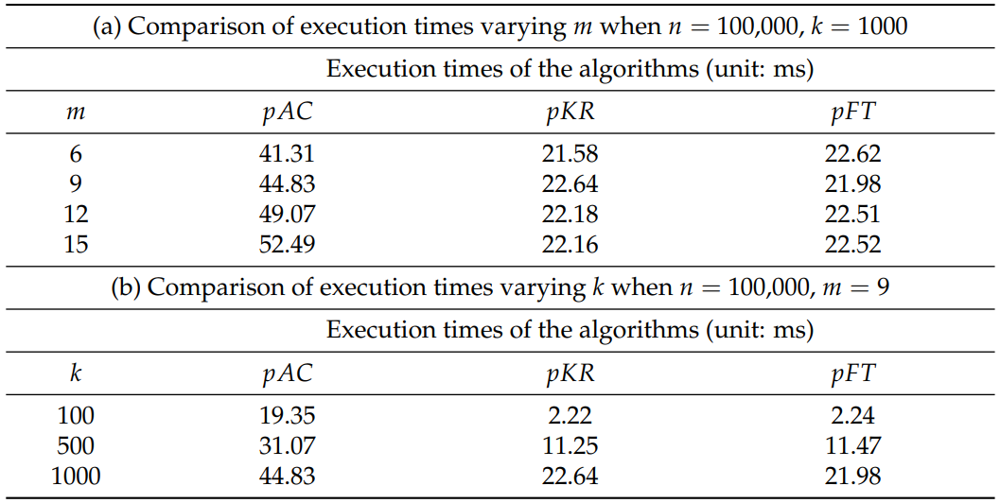 (a) Comparison of execution times varying m when n = 100,000, k = 1000
Execution times of the algorithms (unit: ms)
m pAC pKR pFT
6 41.31 21.58 22.62
9 44.83 22.64 21.98
12 49.07 22.18 22.51
15 52.49 22.16 22.52
(b) Comparison of execution times varying k when n = 100,000, m = 9
Execution times of the algorithms (unit: ms)
k pAC pKR pFT
100 19.35 2.22 2.24
500 31.07 11.25 11.47
1000 44.83 22.64 21.98